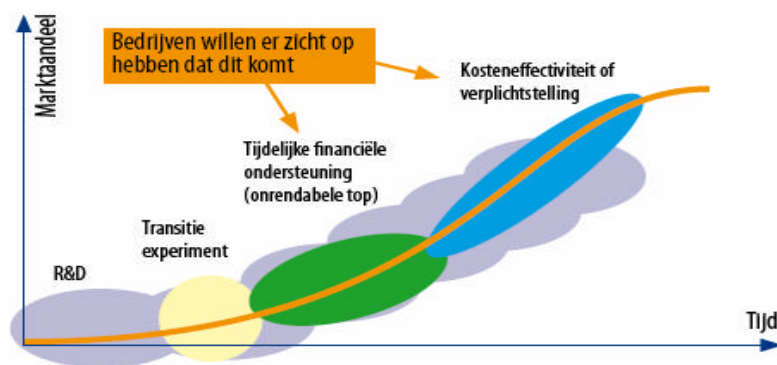 Marktaandeel
Bedrijven willen er zicht op
hebben dat dit komt
Kosteneffectiviteit of
verplichtstelling
Tijdelijke financiële
ondersteuning
(onrendabele top)
Transitie
experiment
R&D
Tijd